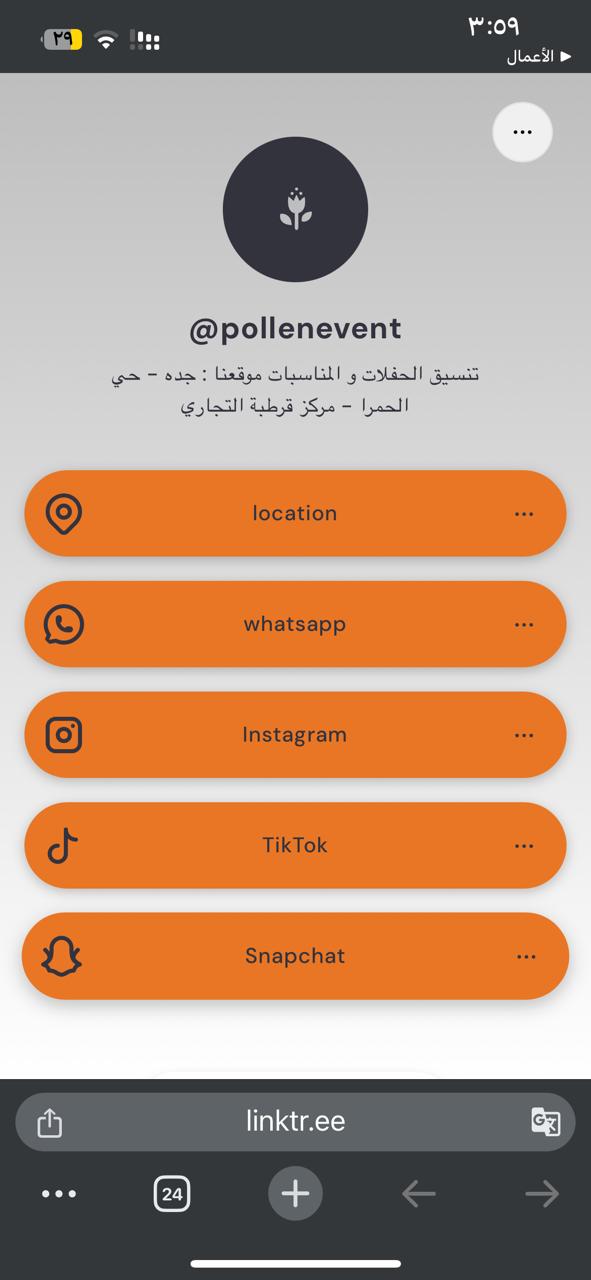 ٣:٥٩
٢٩
الأعمال
@pollenevent
تنسيق الحفلات و المناسبات موقعنا : جده - حي
الحمرا - مركز قرطبة التجاري
location
whatsapp
Instagram
TikTok
Snapchat
linktr.ee
24